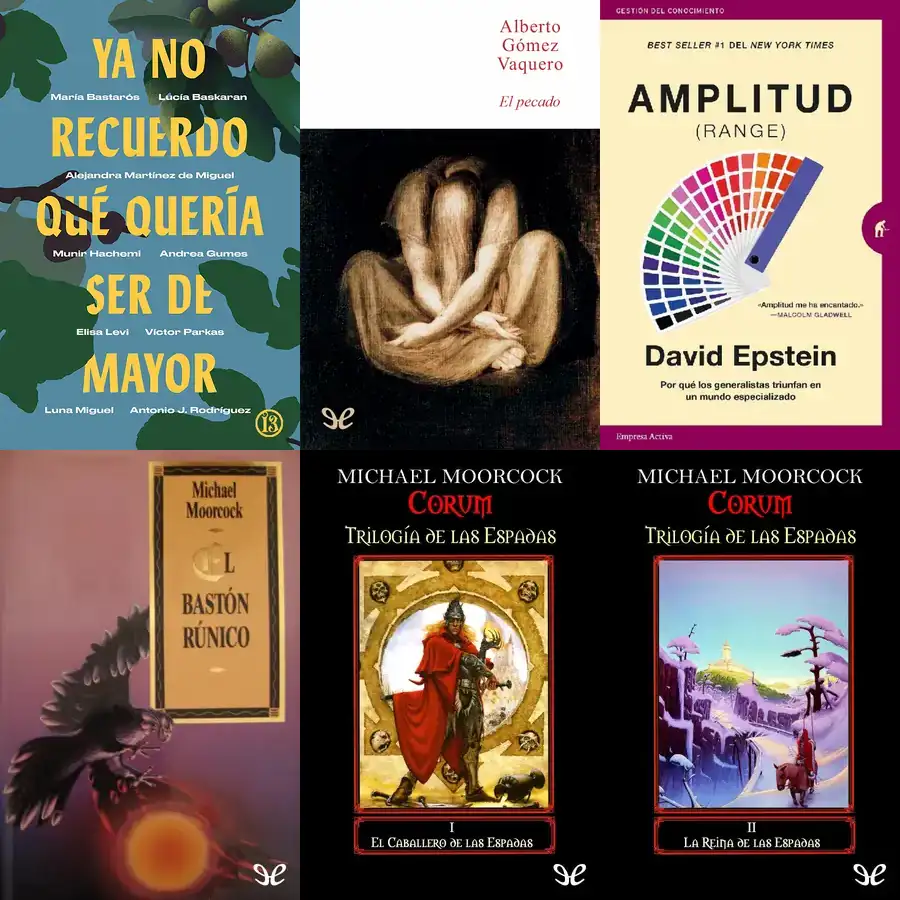 YA NO
María Bastarós Lucía Baskaran
RECUERDO
Alejandra Martínez de Miguel
QUÉ QUERÍA
Munir Hachemi Andrea Gumes
SER DE
Elisa Levi Víctor Parkas
MAYOR
Luna Miguel Antonio J. Rodríguez
13
Alberto
Gómez
Vaquero
El pecado
GESTIÓN DEL CONOCIMIENTO
BEST SELLER #1 DEL NEW YORK TIMES
AMPLITUD
(RANGE)
«Amplitud me ha encantado.»
—MALCOLM GLADWELL
David Epstein
Por qué los generalistas triunfan en
un mundo especializado
Empresa Activa
Michael
Moorcock
EL
BASTÓN
RÚNICO
MICHAEL MOORCOCK
CORUM
TRILOGÍA DE LAS ESPADAS
I
EL CABALLERO DE LAS ESPADAS
MICHAEL MOORCOCK
CORUM
TRILOGÍA DE LAS ESPADAS
II
LA REINA DE LAS ESPADAS